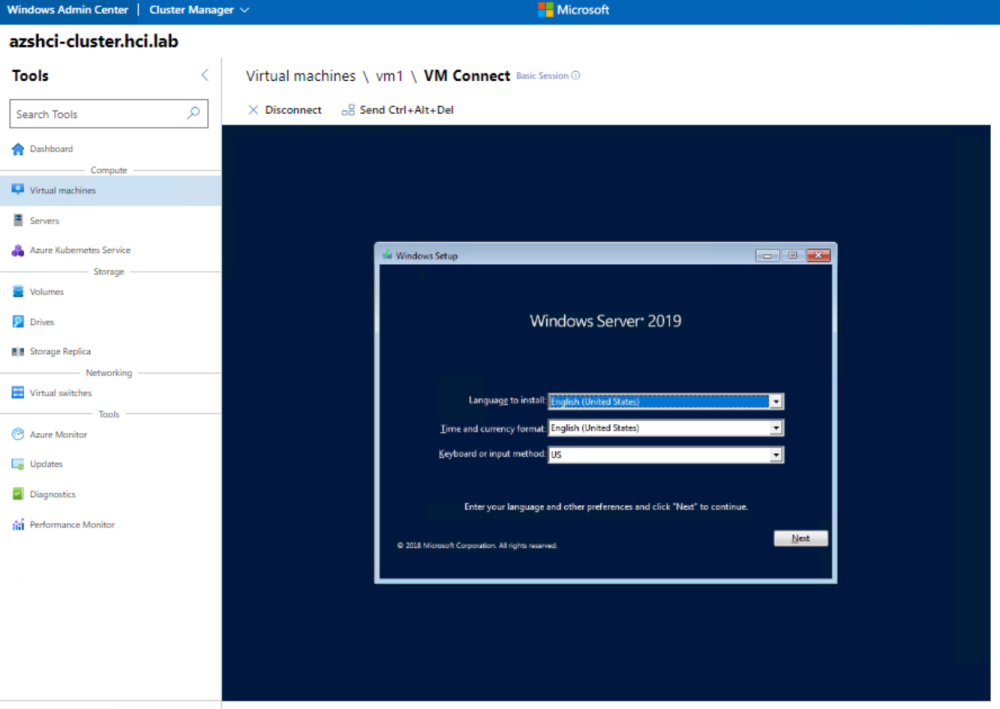 Windows Admin Center | Cluster Manager
Microsoft
azshci-cluster.hci.lab
Tools
Search Tools
Dashboard
Compute
Virtual machines
Servers
Azure Kubernetes Service
Storage
Volumes
Drives
Storage Replica
Networking
Virtual switches
Tools
Azure Monitor
Updates
Diagnostics
Performance Monitor
Virtual machines \ vm1 \ VM Connect Basic Session
Disconnect Send Ctrl+Alt+Del
Windows Setup
Windows Server® 2019
Language to install: English (United States)
Time and currency format: English (United States)
Keyboard or input method: US
Enter your language and other preferences and click "Next" to continue.
© 2018 Microsoft Corporation. All rights reserved.
Next